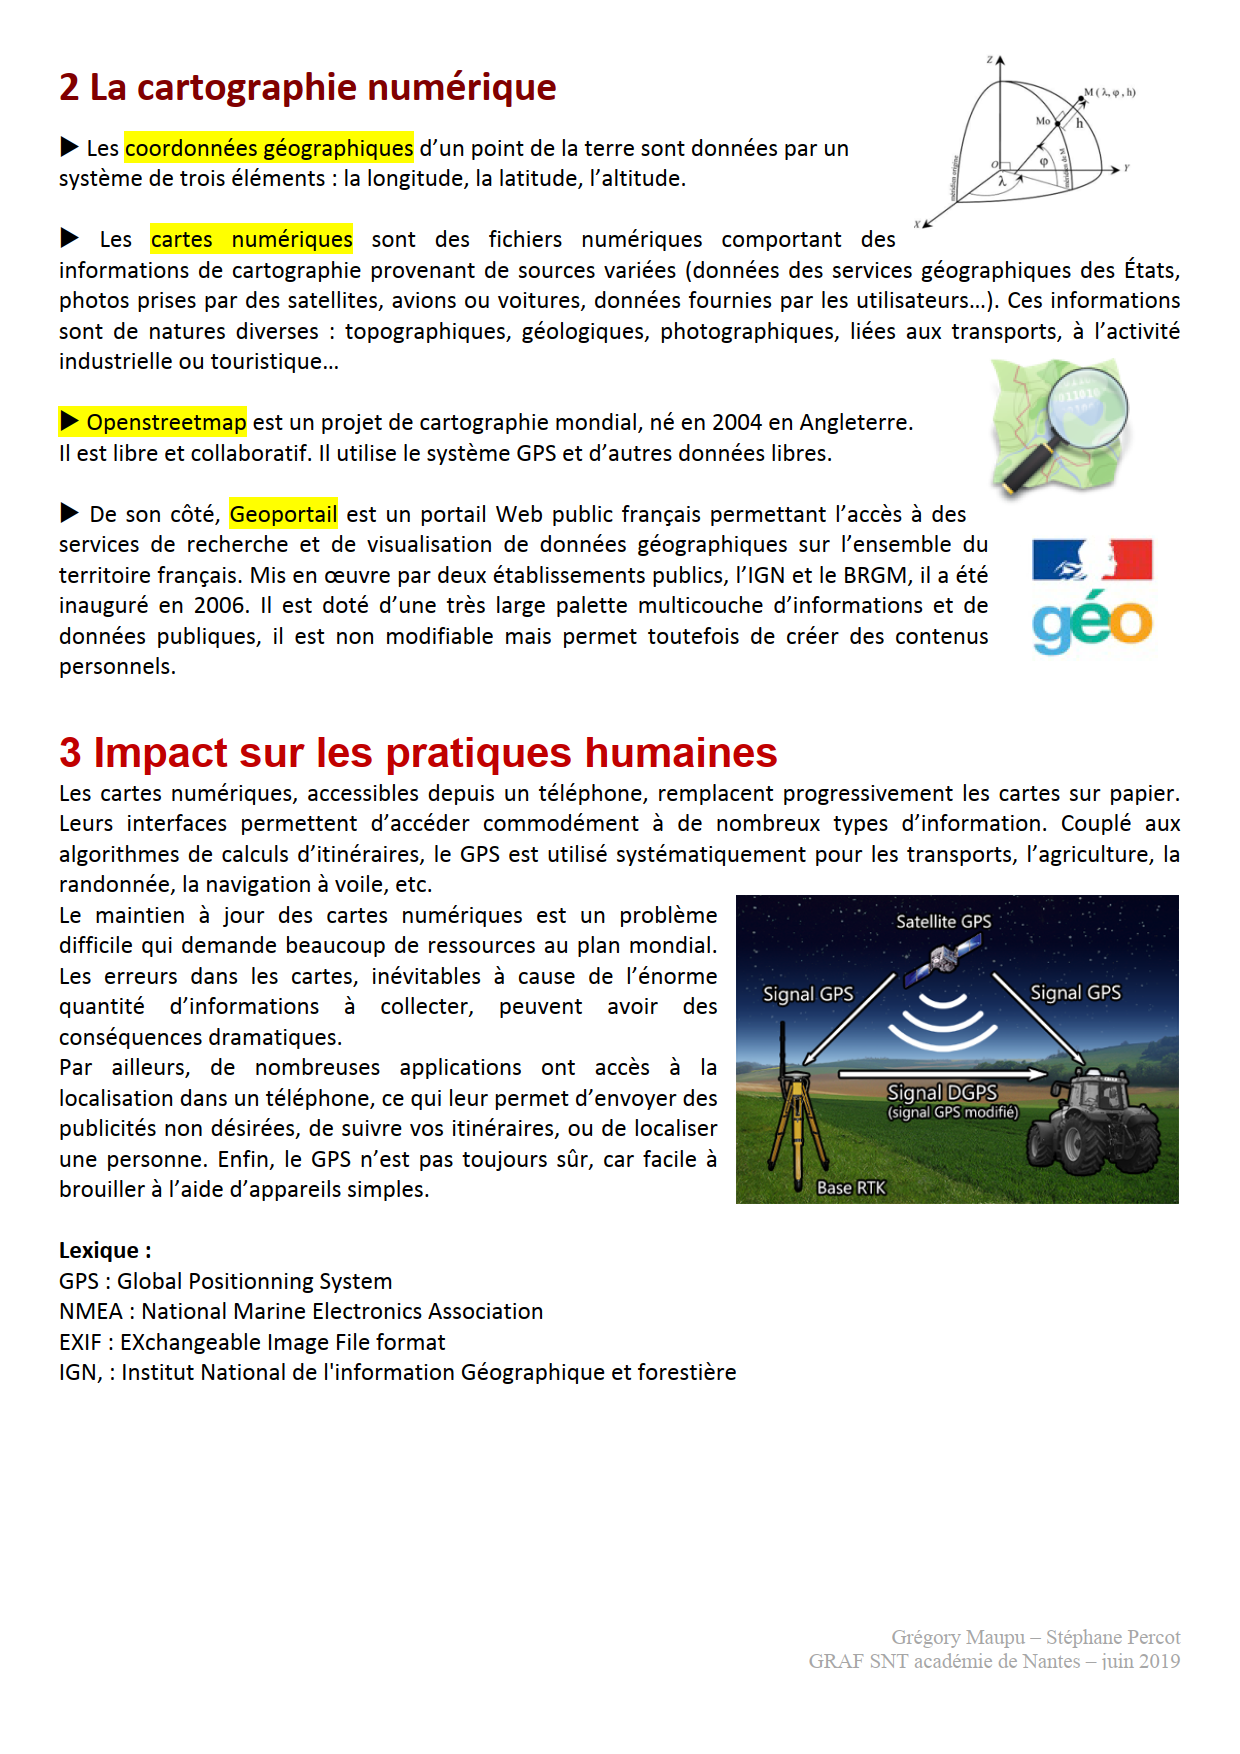 2 La cartographie numérique
▶ Les coordonnées géographiques d’un point de la terre sont données par un
système de trois éléments : la longitude, la latitude, l’altitude.
Z
M ( λ, φ , h)
Mo
h
φ
O
Y
λ
méridien origine
méridien de M
X
▶ Les cartes numériques sont des fichiers numériques comportant des
informations de cartographie provenant de sources variées (données des services géographiques des États,
photos prises par des satellites, avions ou voitures, données fournies par les utilisateurs…). Ces informations
sont de natures diverses : topographiques, géologiques, photographiques, liées aux transports, à l’activité
industrielle ou touristique…
▶ Openstreetmap est un projet de cartographie mondial, né en 2004 en Angleterre.
Il est libre et collaboratif. Il utilise le système GPS et d’autres données libres.
▶ De son côté, Geoportail est un portail Web public français permettant l’accès à des
services de recherche et de visualisation de données géographiques sur l’ensemble du
territoire français. Mis en œuvre par deux établissements publics, l’IGN et le BRGM, il a été
inauguré en 2006. Il est doté d’une très large palette multicouche d’informations et de
données publiques, il est non modifiable mais permet toutefois de créer des contenus
personnels.
géo
3 Impact sur les pratiques humaines
Les cartes numériques, accessibles depuis un téléphone, remplacent progressivement les cartes sur papier.
Leurs interfaces permettent d’accéder commodément à de nombreux types d’information. Couplé aux
algorithmes de calculs d’itinéraires, le GPS est utilisé systématiquement pour les transports, l’agriculture, la
randonnée, la navigation à voile, etc.
Le maintien à jour des cartes numériques est un problème
difficile qui demande beaucoup de ressources au plan mondial.
Les erreurs dans les cartes, inévitables à cause de l’énorme
quantité d’informations à collecter, peuvent avoir des
conséquences dramatiques.
Par ailleurs, de nombreuses applications ont accès à la
localisation dans un téléphone, ce qui leur permet d’envoyer des
publicités non désirées, de suivre vos itinéraires, ou de localiser
une personne. Enfin, le GPS n’est pas toujours sûr, car facile à
brouiller à l’aide d’appareils simples.
Satellite GPS
Signal GPS
Signal GPS
Signal DGPS
(signal GPS modifié)
Base RTK
Lexique :
GPS : Global Positionning System
NMEA : National Marine Electronics Association
EXIF : EXchangeable Image File format
IGN, : Institut National de l'information Géographique et forestière
Grégory Maupu – Stéphane Percot
GRAF SNT académie de Nantes – juin 2019